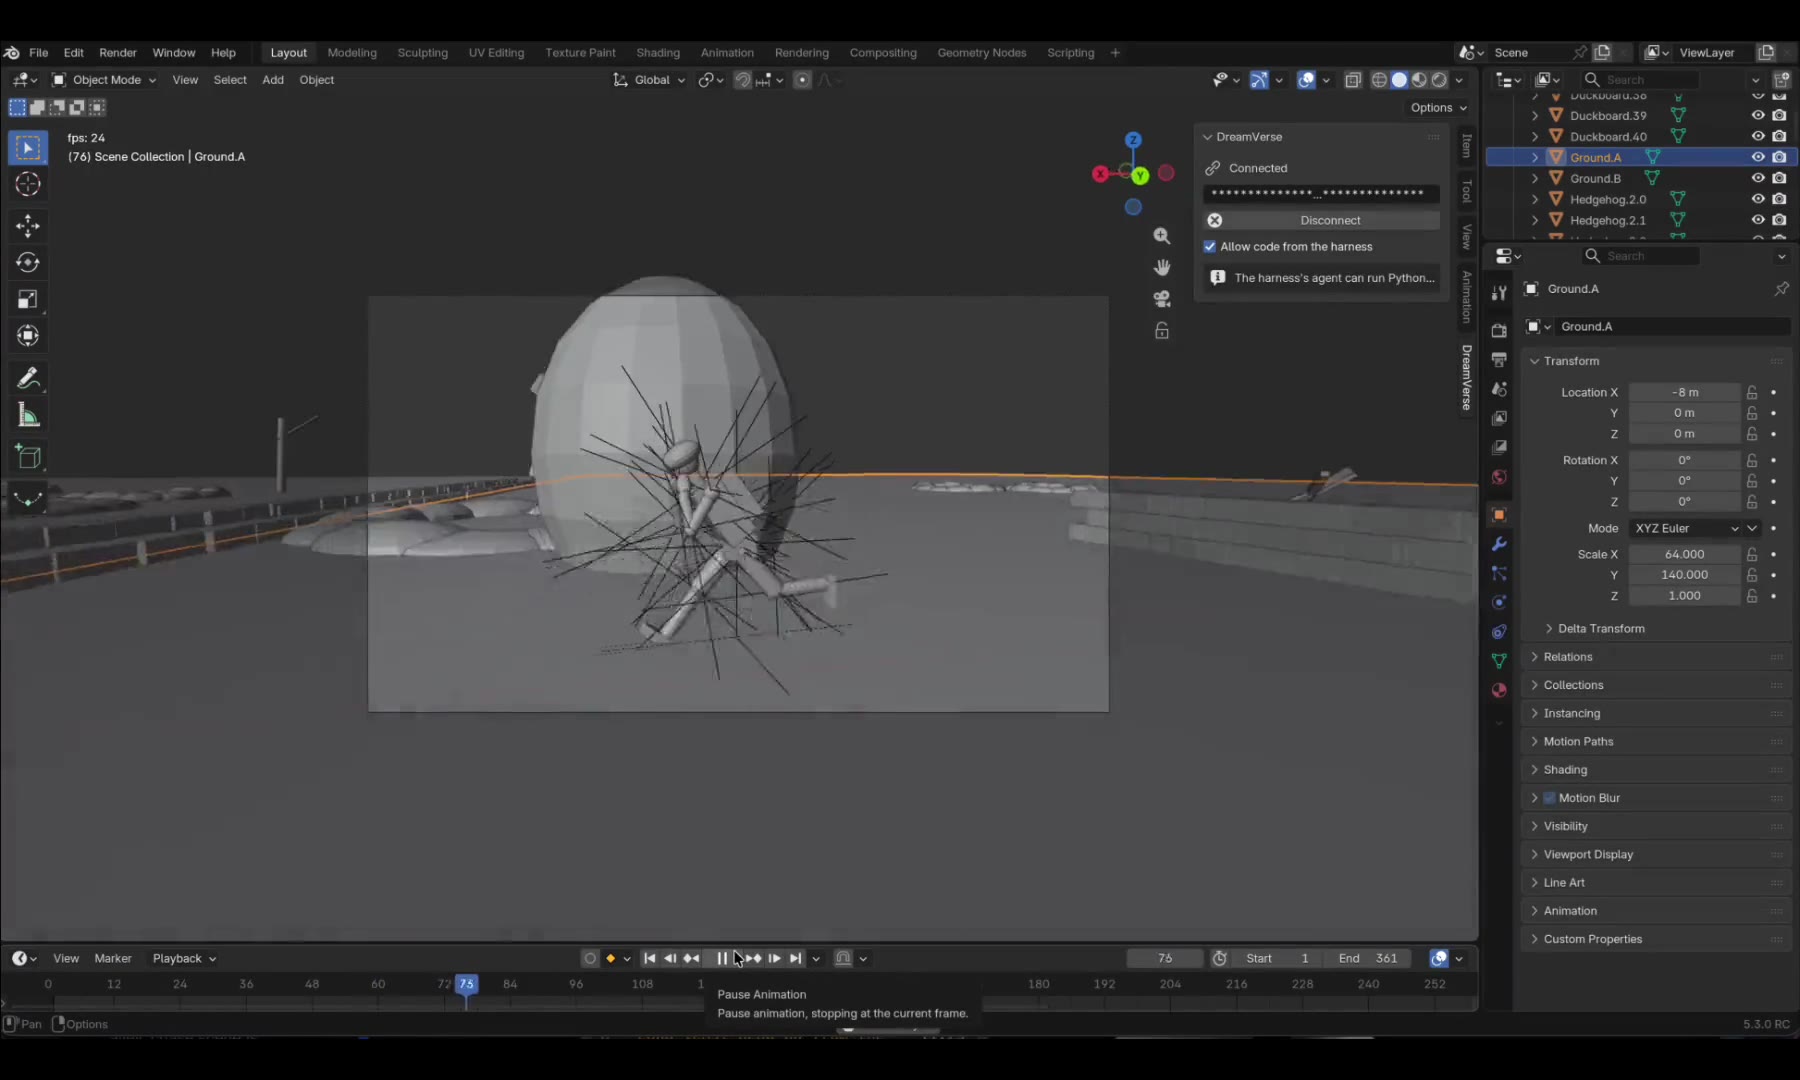 File Edit Render Window Help Layout Modeling Sculpting UV Editing Texture Paint Shading Animation Rendering Compositing Geometry Nodes Scripting + Scene ViewLayer
Object Mode View Select Add Object Global Search
Options
Duckboard.38
Duckboard.39
Duckboard.40
Ground.A
Ground.B
Hedgehog.2.0
Hedgehog.2.1
fps: 24
(76) Scene Collection | Ground.A
X Y Z
DreamVerse
Connected
**************...**************
Disconnect
Allow code from the harness
The harness's agent can run Python...
Item
Tool
View
Animation
DreamVerse
Search
Ground.A
Ground.A
Transform
Location X -8 m
Y 0 m
Z 0 m
Rotation X 0°
Y 0°
Z 0°
Mode XYZ Euler
Scale X 64.000
Y 140.000
Z 1.000
Delta Transform
Relations
Collections
Instancing
Motion Paths
Shading
Motion Blur
Visibility
Viewport Display
Line Art
Animation
Custom Properties
View Marker Playback 76 Start 1 End 361
0 12 24 36 48 60 72 76 84 96 108 1 180 192 204 216 228 240 252
Pause Animation
Pause animation, stopping at the current frame.
Pan Options 5.3.0 RC